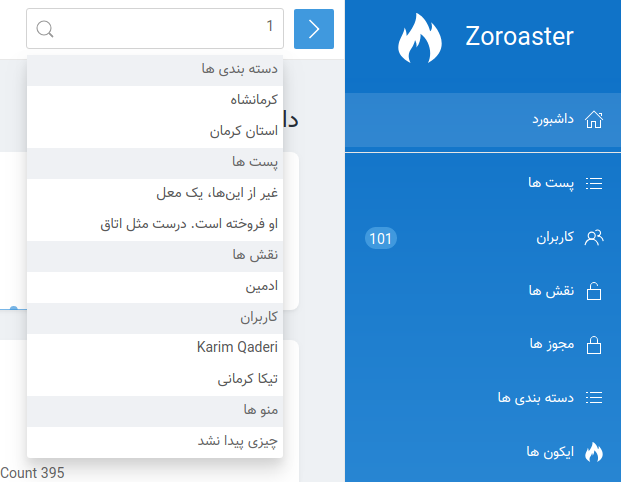 Zoroaster
داشبورد
پست ها
کاربران
101
نقش ها
مجوز ها
دسته بندی ها
ایکون ها
1
دسته بندی ها
کرمانشاه
استان کرمان
پست ها
غیر از این‌ها، یک معل
او فروخته است. درست مثل اتاق
نقش ها
ادمین
کاربران
Karim Qaderi
تیکا کرمانی
منو ها
چیزی پیدا نشد
Count 395